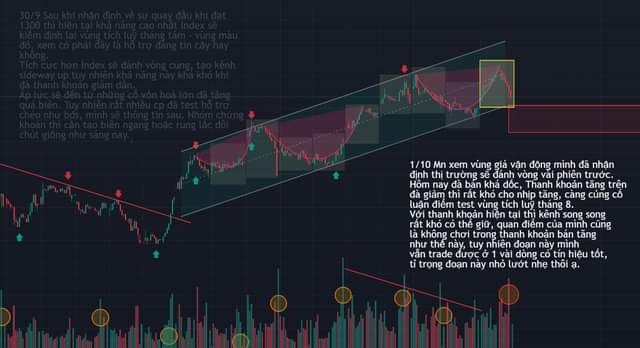 30/9 Sau khi nhận định về sự quay đầu khi đạt
1300 thì hiện tại khả năng cao nhất index sẽ
kiểm định lại vùng tích luỹ tháng tám - vùng màu
đỏ, xem có phải đây là hỗ trợ đáng tin cậy hay
không.
Tích cực hơn index sẽ đánh vòng cung, tạo kênh
sideway up tuy nhiên khả năng này khá khó khi
đã thanh khoản giảm dần.
Áp lực sẽ đến từ những cổ vốn hoá lớn đã tăng
quá biên. Tuy nhiên rất nhiều cp đã test hỗ trợ
chéo như bđs, mình sẽ thông tin sau. Nhóm chứng
khoán thì cần tạo biên ngang hoặc rung lắc đôi
chút giống như sáng nay.
1/10 Mn xem vùng giá vận động mình đã nhận
định thị trường sẽ đánh vòng vài phiên trước.
Hôm nay đà bán khá dốc, Thanh khoản tăng trên
đà giảm thì rất khó cho nhịp tăng, càng củng cố
luận điểm test vùng tích luỹ tháng 8.
Với thanh khoản hiện tại thì kênh song song
rất khó có thể giữ, quan điểm của mình cũng
là không chơi trong thanh khoản bán tăng
như thế này, tuy nhiên đoạn này mình
vẫn trade được ở 1 vài dòng có tín hiệu tốt,
tỉ trọng đoạn này nhỏ lướt nhẹ thôi ạ.